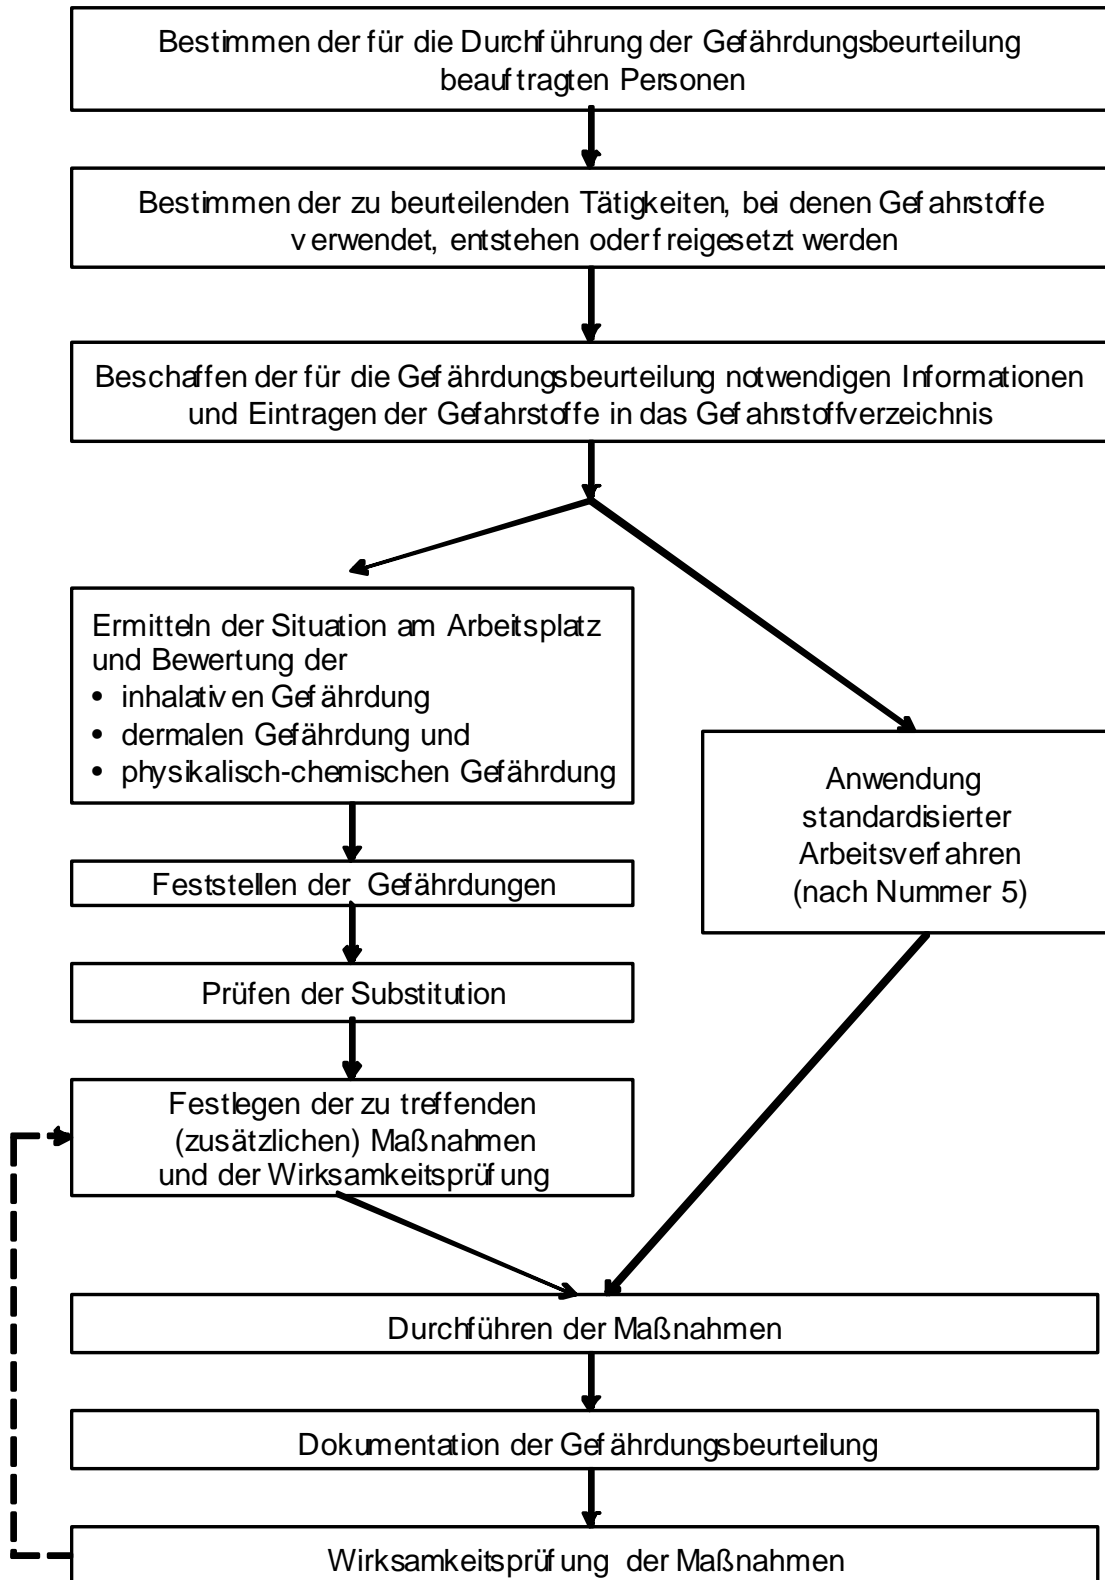 Bestimmen der für die Durchführung der Gefährdungsbeurteilung
beauftragten Personen
Bestimmen der zu beurteilenden Tätigkeiten, bei denen Gefahrstoffe
verwendet, entstehen oder freigesetzt werden
Beschaffen der für die Gefährdungsbeurteilung notwendigen Informationen
und Eintragen der Gefahrstoffe in das Gefahrstoffverzeichnis
Ermitteln der Situation am Arbeitsplatz
und Bewertung der
• inhalativen Gefährdung
• dermalen Gefährdung und
• physikalisch-chemischen Gefährdung
Feststellen der Gefährdungen
Prüfen der Substitution
Festlegen der zu treffenden
(zusätzlichen) Maßnahmen
und der Wirksamkeitsprüfung
Anwendung
standardisierter
Arbeitsverfahren
(nach Nummer 5)
Durchführen der Maßnahmen
Dokumentation der Gefährdungsbeurteilung
Wirksamkeitsprüfung der Maßnahmen